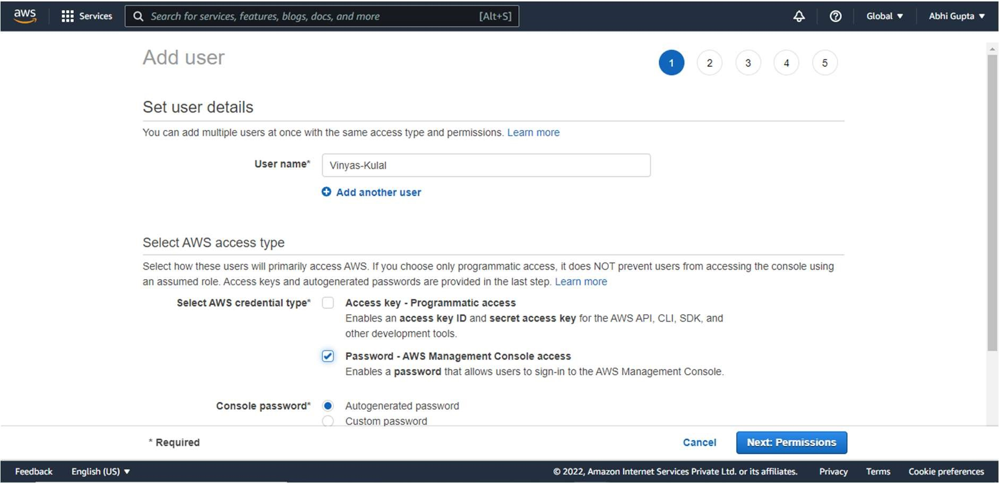 aws Services Search for services, features, blogs, docs, and more [Alt+S] Global ▼ Abhi Gupta ▼
Add user 1 2 3 4 5
Set user details
You can add multiple users at once with the same access type and permissions. Learn more
User name* Vinyas-Kulal
Add another user
Select AWS access type
Select how these users will primarily access AWS. If you choose only programmatic access, it does NOT prevent users from accessing the console using
an assumed role. Access keys and autogenerated passwords are provided in the last step. Learn more
Select AWS credential type* Access key - Programmatic access
Enables an access key ID and secret access key for the AWS API, CLI, SDK, and
other development tools.
Password - AWS Management Console access
Enables a password that allows users to sign-in to the AWS Management Console.
Console password* Autogenerated password
Custom password
* Required Cancel Next: Permissions
Feedback English (US) ▼ © 2022, Amazon Internet Services Private Ltd. or its affiliates. Privacy Terms Cookie preferences